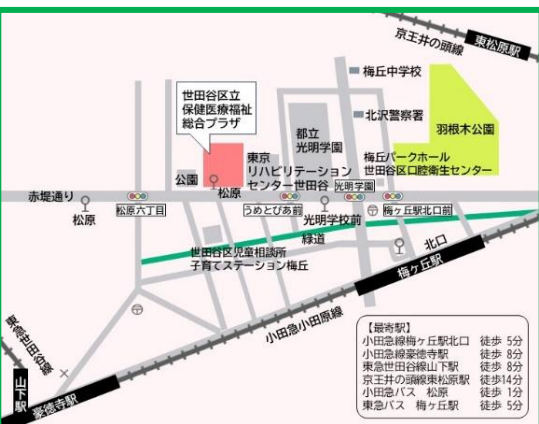 京王井の頭線
東松原駅
梅丘中学校
世田谷区立
保健医療福祉
総合プラザ
北沢警察署
羽根木公園
都立
光明学園
東京
リハビリテーション
センター世田谷
梅丘パークホール
世田谷区口腔衛生センター
公園
松原
光明学園
赤堤通り
松原
松原六丁目
うめとぴあ前
光明学校前
梅ヶ丘駅北口前
緑道
北口
世田谷区児童相談所
子育てステーション梅丘
梅ヶ丘駅
小田急小田原線
東急世田谷線
山下駅
豪徳寺駅
【最寄駅】
小田急線梅ヶ丘駅北口 徒歩 5分
小田急線豪徳寺駅 徒歩 8分
東急世田谷線山下駅 徒歩 8分
京王井の頭線東松原駅 徒歩14分
小田急バス 松原 徒歩 1分
東急バス 梅ヶ丘駅 徒歩 5分